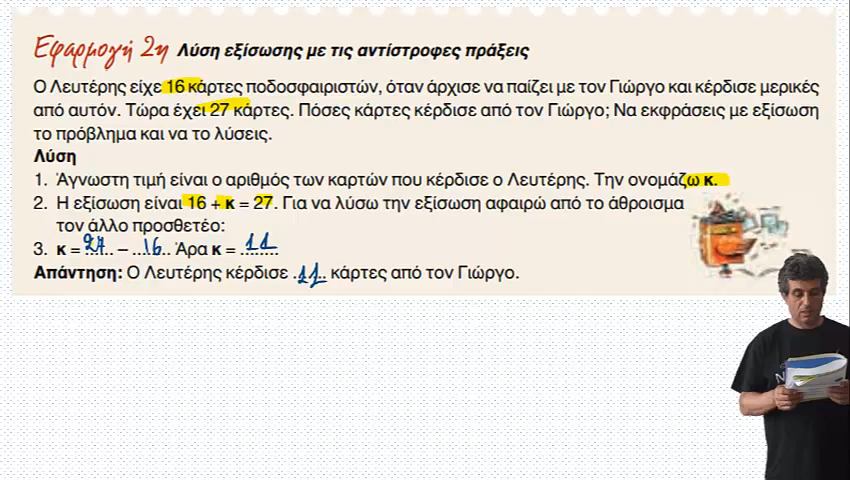 Εφαρμογή 2η Λύση εξίσωσης με τις αντίστροφες πράξεις
Ο Λευτέρης είχε 16 κάρτες ποδοσφαιριστών, όταν άρχισε να παίζει με τον Γιώργο και κέρδισε μερικές
από αυτόν. Τώρα έχει 27 κάρτες. Πόσες κάρτες κέρδισε από τον Γιώργο; Να εκφράσεις με εξίσωση
το πρόβλημα και να το λύσεις.
Λύση
1. Άγνωστη τιμή είναι ο αριθμός των καρτών που κέρδισε ο Λευτέρης. Την ονομάζω κ.
2. Η εξίσωση είναι 16 + κ = 27. Για να λύσω την εξίσωση αφαιρώ από το άθροισμα
τον άλλο προσθετέο:
3. κ = 27 – 16 Άρα κ = 11
Απάντηση: Ο Λευτέρης κέρδισε 11 κάρτες από τον Γιώργο.